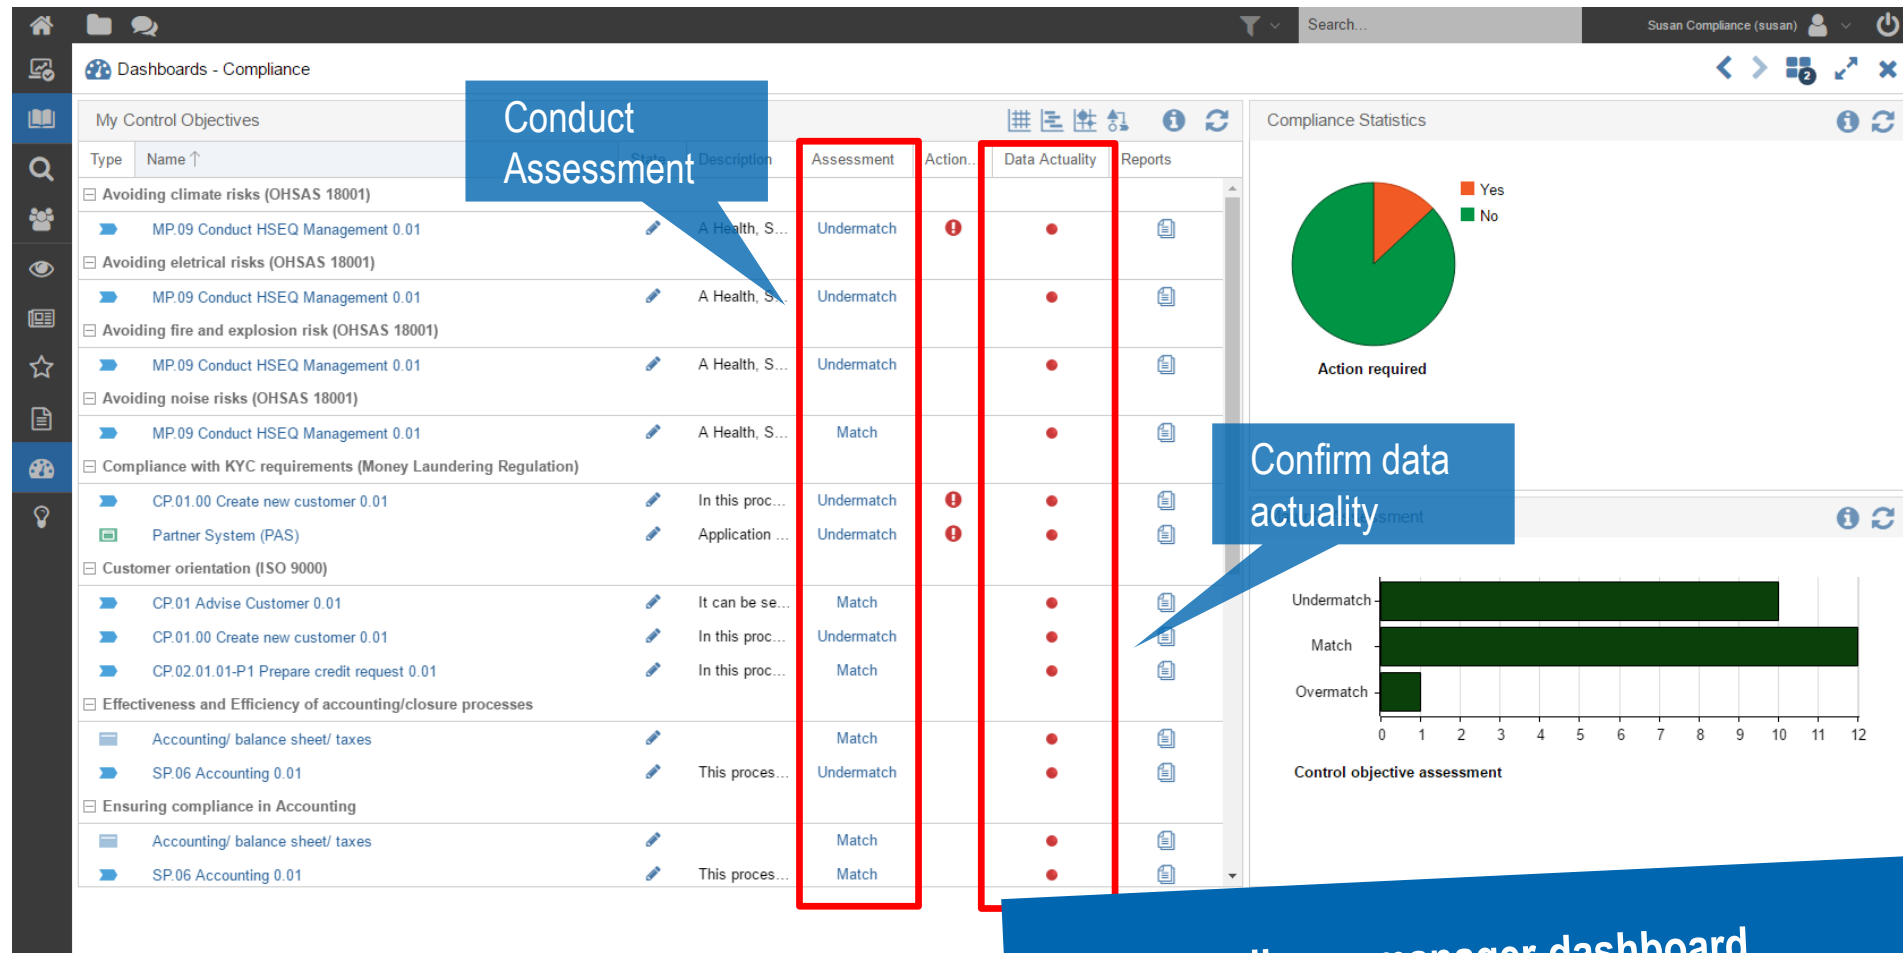 Search...
Susan Compliance (susan)
Dashboards - Compliance
2
Conduct
Assessment
My Control Objectives
Type Name State Description Assessment Action... Data Actuality Reports
Avoiding climate risks (OHSAS 18001)
MP.09 Conduct HSEQ Management 0.01 A Health, S... Undermatch
Avoiding eletrical risks (OHSAS 18001)
MP.09 Conduct HSEQ Management 0.01 A Health, S... Undermatch
Avoiding fire and explosion risk (OHSAS 18001)
MP.09 Conduct HSEQ Management 0.01 A Health, S... Undermatch
Avoiding noise risks (OHSAS 18001)
MP.09 Conduct HSEQ Management 0.01 A Health, S... Match
Compliance with KYC requirements (Money Laundering Regulation)
CP.01.00 Create new customer 0.01 In this proc... Undermatch
Partner System (PAS) Application ... Undermatch
Customer orientation (ISO 9000)
CP.01 Advise Customer 0.01 It can be se... Match
CP.01.00 Create new customer 0.01 In this proc... Undermatch
CP.02.01.01-P1 Prepare credit request 0.01 In this proc... Match
Effectiveness and Efficiency of accounting/closure processes
Accounting/ balance sheet/ taxes Match
SP.06 Accounting 0.01 This proces... Undermatch
Ensuring compliance in Accounting
Accounting/ balance sheet/ taxes Match
SP.06 Accounting 0.01 This proces... Match
Compliance Statistics
Yes
No
Action required
Confirm data
actuality
Undermatch
Match
Overmatch
0 1 2 3 4 5 6 7 8 9 10 11 12
Control objective assessment
manager dashboard